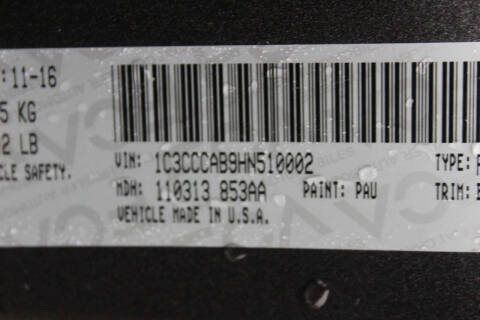 : 11-16
5 KG
2 LB
CLE SAFETY.
VIN: 1C3CCCAB9HN510002
TYPE:
MDH: 110313 853AA
PAINT: PAU
TRIM:
VEHICLE MADE IN U.S.A.